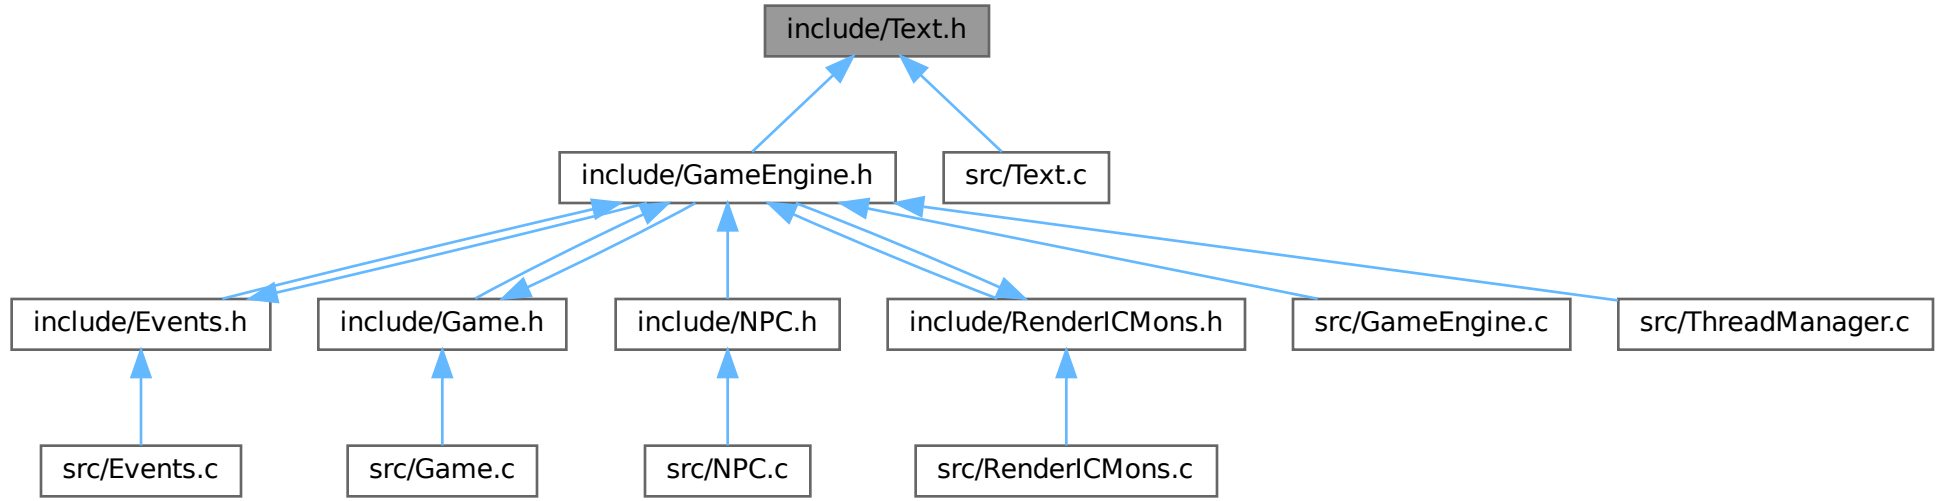 include/Text.h
include/GameEngine.h
src/Text.c
include/Events.h
include/Game.h
include/NPC.h
include/RenderICMons.h
src/GameEngine.c
src/ThreadManager.c
src/Events.c
src/Game.c
src/NPC.c
src/RenderICMons.c